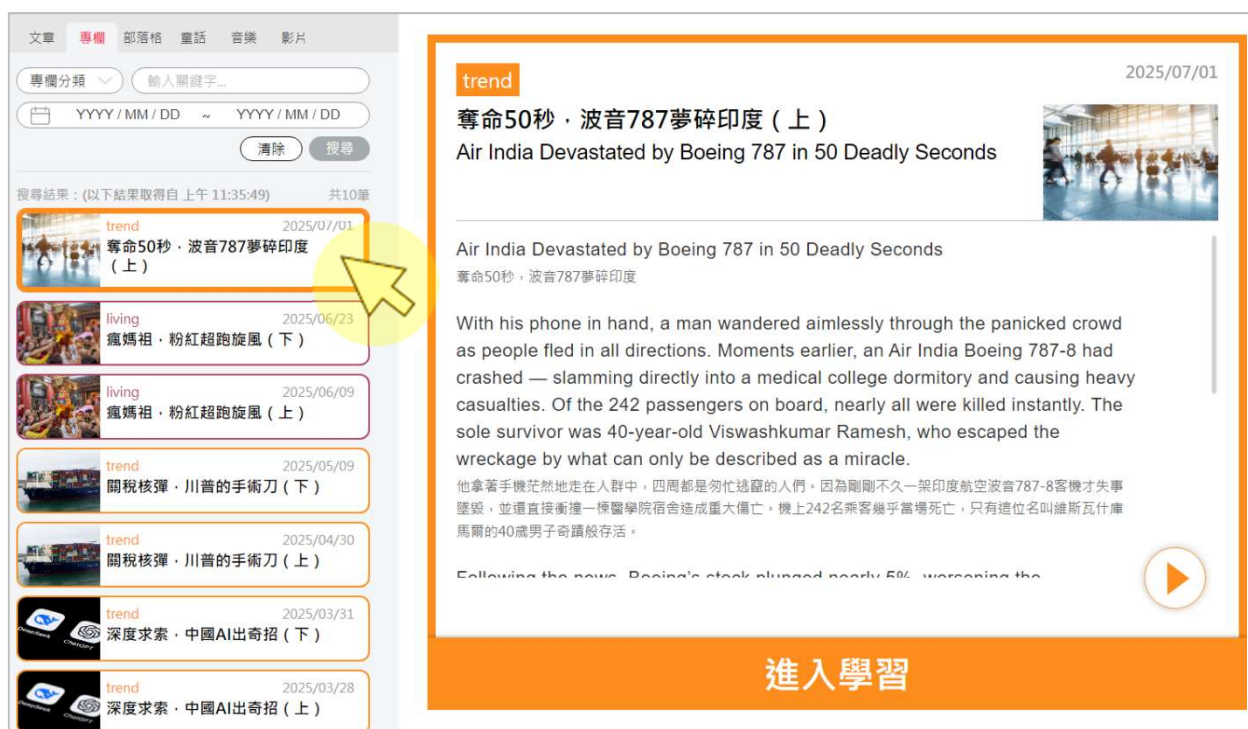 文章 專欄 部落格 童話 音樂 影片
專欄分類 輸入關鍵字...
YYYY / MM / DD ~ YYYY / MM / DD
清除 搜尋
搜尋結果：(以下結果取得自 上午 11:35:49) 共10筆
trend 2025/07/01
奪命50秒，波音787夢碎印度
（上）
living 2025/06/23
瘋媽祖，粉紅超跑旋風（下）
living 2025/06/09
瘋媽祖，粉紅超跑旋風（上）
trend 2025/05/09
關稅核彈，川普的手術刀（下）
trend 2025/04/30
關稅核彈，川普的手術刀（上）
DeepSeek ChatGPT
trend 2025/03/31
深度求索，中國AI出奇招（下）
DeepSeek ChatGPT
trend 2025/03/28
深度求索，中國AI出奇招（上）
trend 2025/07/01
奪命50秒，波音787夢碎印度（上）
Air India Devastated by Boeing 787 in 50 Deadly Seconds
Air India Devastated by Boeing 787 in 50 Deadly Seconds
奪命50秒，波音787夢碎印度
With his phone in hand, a man wandered aimlessly through the panicked crowd
as people fled in all directions. Moments earlier, an Air India Boeing 787-8 had
crashed — slamming directly into a medical college dormitory and causing heavy
casualties. Of the 242 passengers on board, nearly all were killed instantly. The
sole survivor was 40-year-old Viswashkumar Ramesh, who escaped the
wreckage by what can only be described as a miracle.
他拿著手機茫然地走在人群中，四周都是匆忙逃竄的人們。因為剛剛不久一架印度航空波音787-8客機才失事
墜毀，並還直接衝撞一棟醫學院宿舍造成重大傷亡。機上242名乘客幾乎當場死亡，只有這位名叫維斯瓦什庫
馬爾的40歲男子奇蹟般存活。
Following the news, Boeing's stock plunged nearly 5%, worsening the
進入學習